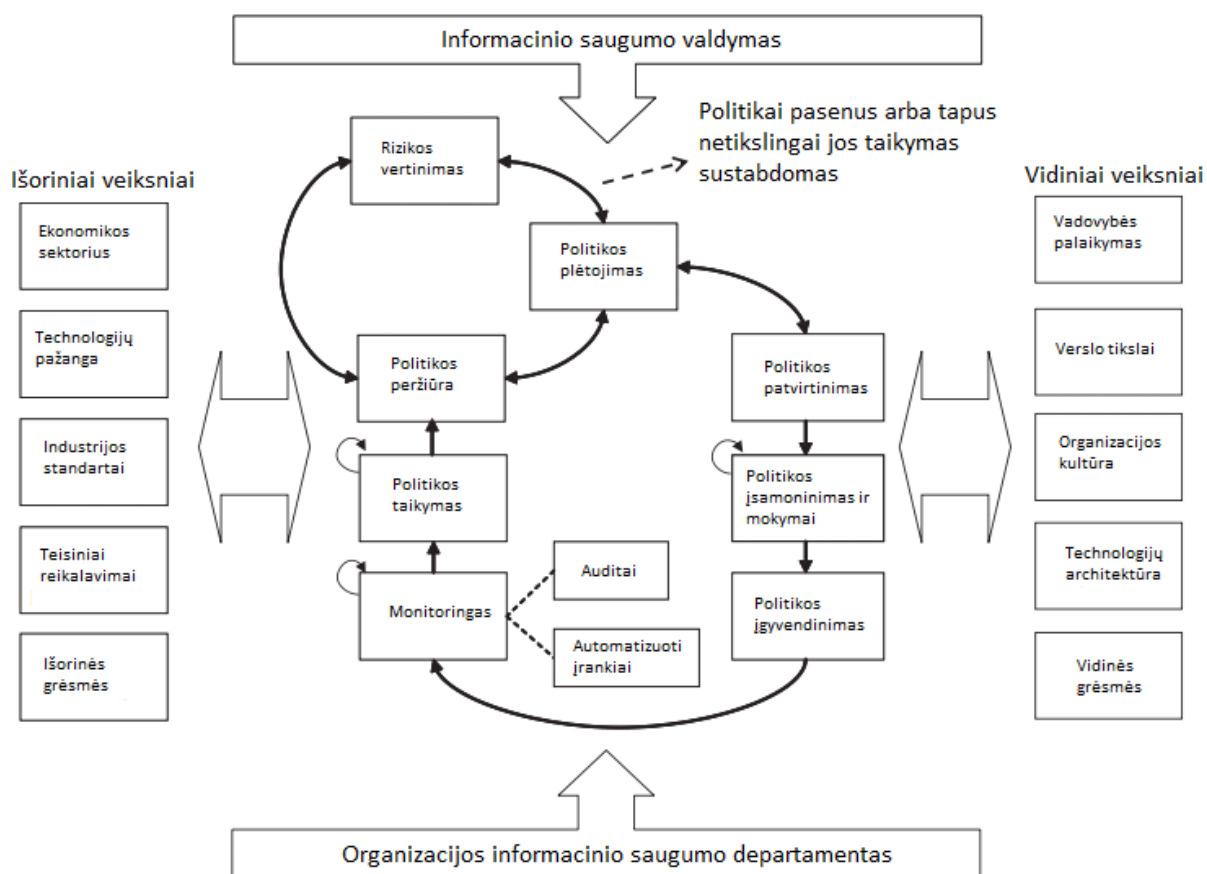 Informacinio saugumo valdymas
Politikai pasenus arba tapus
netikslingai jos taikymas
sustabdomas
Išoriniai veiksniai
Ekonomikos
sektorius
Technologijų
pažanga
Industrijos
standartai
Teisiniai
reikalavimai
Išorinės
grėsmės
Rizikos
vertinimas
Politikos
plėtojimas
Politikos
peržiūra
Politikos
taikymas
Monitoringas
Auditai
Automatizuoti
įrankiai
Politikos
patvirtinimas
Politikos
įsamoninimas ir
mokymai
Politikos
įgyvendinimas
Vidiniai veiksniai
Vadovybės
palaikymas
Verslo tikslai
Organizacijos
kultūra
Technologijų
architektūra
Vidinės
grėsmės
Organizacijos informacinio saugumo departamentas